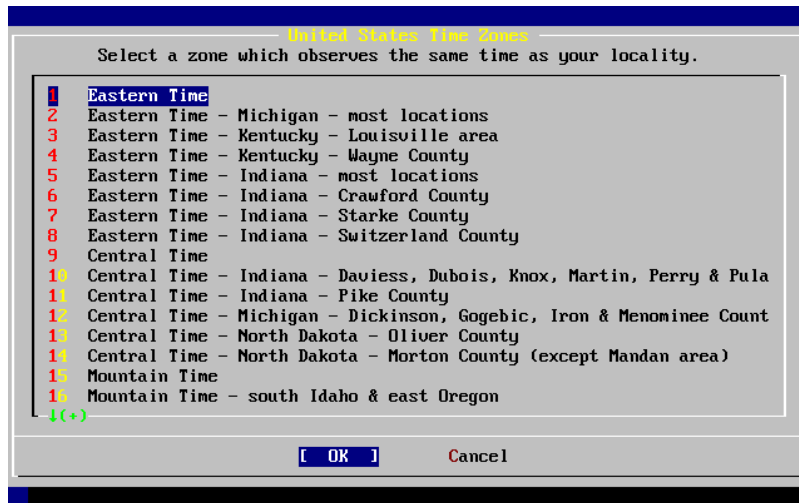 United States Time Zones
Select a zone which observes the same time as your locality.
1 Eastern Time
2 Eastern Time - Michigan - most locations
3 Eastern Time - Kentucky - Louisville area
4 Eastern Time - Kentucky - Wayne County
5 Eastern Time - Indiana - most locations
6 Eastern Time - Indiana - Crawford County
7 Eastern Time - Indiana - Starke County
8 Eastern Time - Indiana - Switzerland County
9 Central Time
10 Central Time - Indiana - Daviess, Dubois, Knox, Martin, Perry & Pula
11 Central Time - Indiana - Pike County
12 Central Time - Michigan - Dickinson, Gogebic, Iron & Menominee Count
13 Central Time - North Dakota - Oliver County
14 Central Time - North Dakota - Morton County (except Mandan area)
15 Mountain Time
16 Mountain Time - south Idaho & east Oregon
↓(+)
[ OK ] Cancel